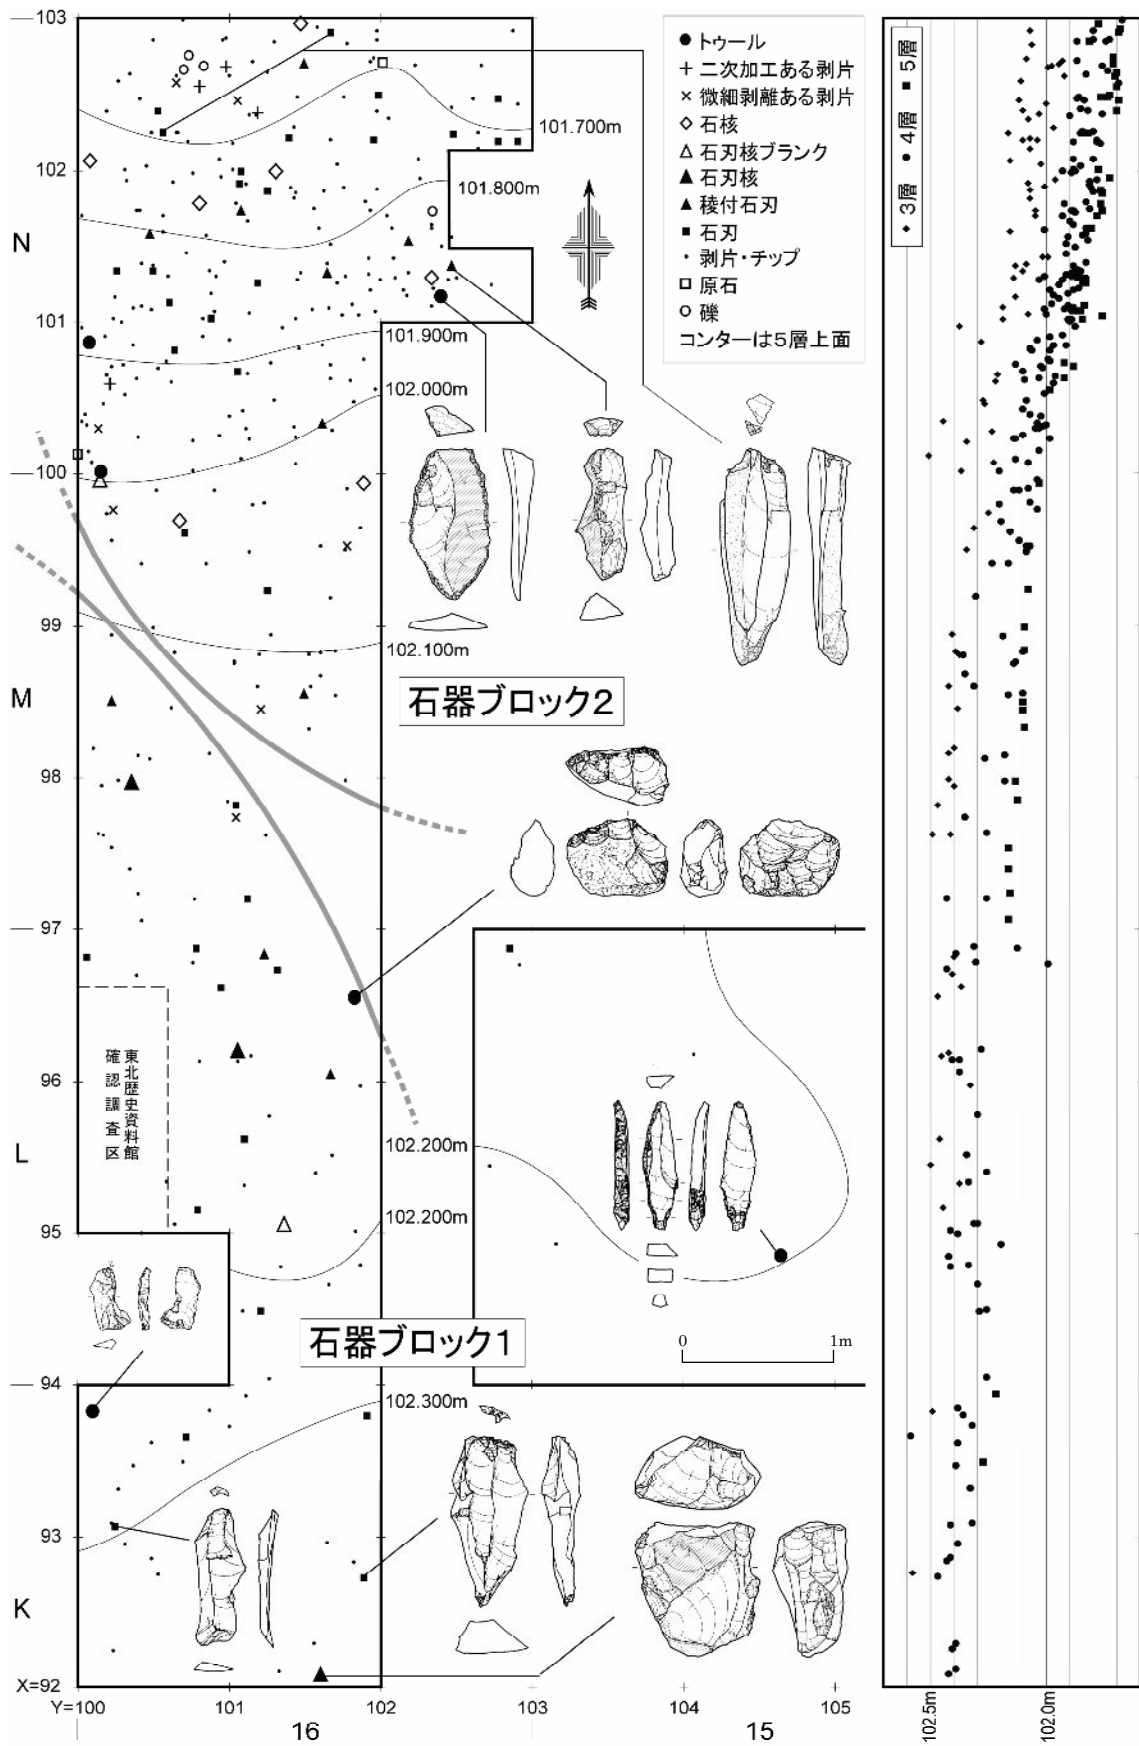 103
102
101
100
99
98
97
96
95
94
93
X=92
N
M
L
K
Y=100
101
102
103
104
105
16
15
トゥール
二次加工ある剥片
微細剥離ある剥片
石核
石刃核ブランク
石刃核
稜付石刃
石刃
剥片・チップ
原石
礫
コンターは5層上面
101.700m
101.800m
101.900m
102.000m
102.100m
102.200m
102.200m
102.300m
石器ブロック2
石器ブロック1
東北歴史資料館
確認調査区
0 1m
3層 4層 5層
102.5m
102.0m